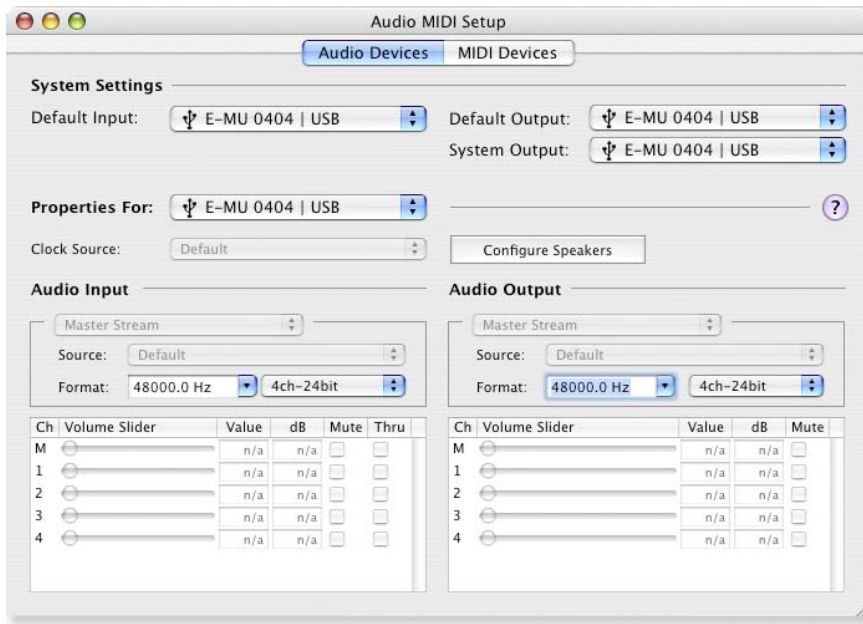 Audio MIDI Setup
Audio Devices MIDI Devices
System Settings
Default Input: E-MU 0404 | USB
Default Output: E-MU 0404 | USB
System Output: E-MU 0404 | USB
Properties For: E-MU 0404 | USB ?
Clock Source: Default
Configure Speakers
Audio Input
Master Stream
Source: Default
Format: 48000.0 Hz 4ch-24bit
Ch Volume Slider Value dB Mute Thru
M n/a n/a
1 n/a n/a
2 n/a n/a
3 n/a n/a
4 n/a n/a
Audio Output
Master Stream
Source: Default
Format: 48000.0 Hz 4ch-24bit
Ch Volume Slider Value dB Mute
M n/a n/a
1 n/a n/a
2 n/a n/a
3 n/a n/a
4 n/a n/a